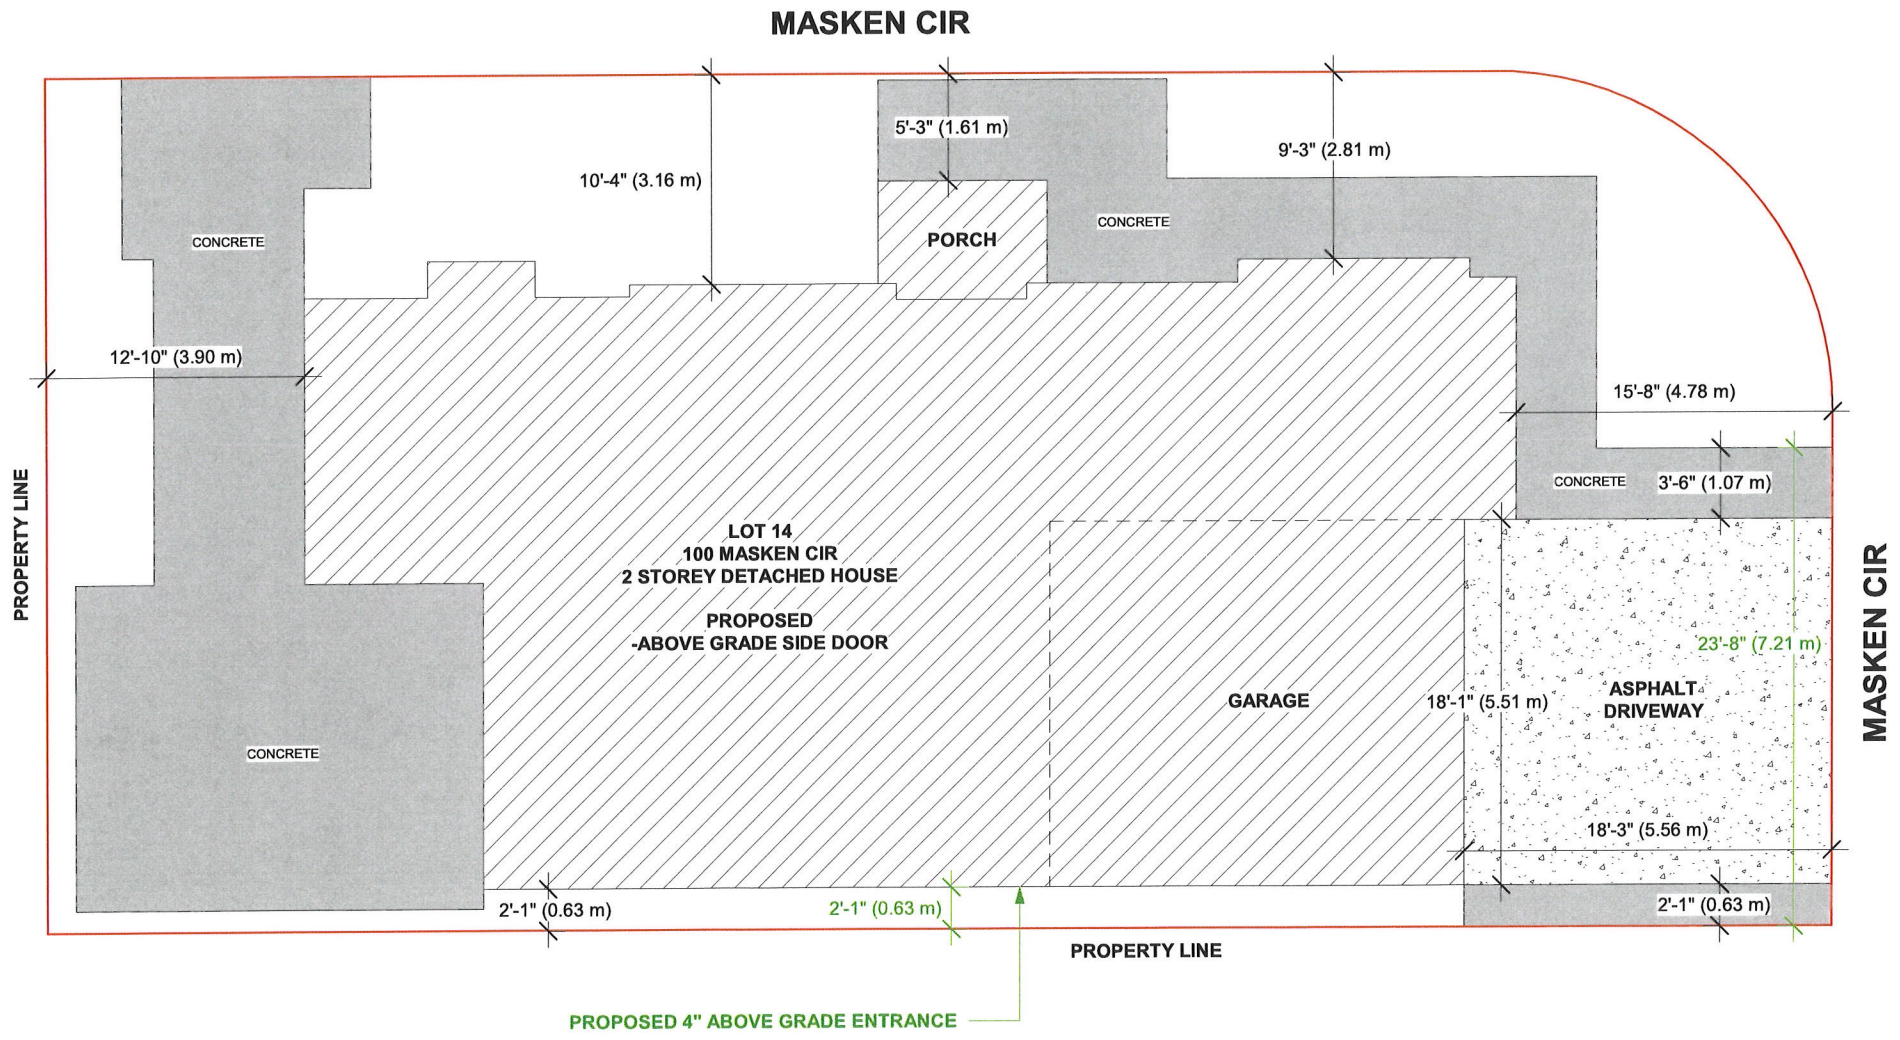 MASKEN CIR
5'-3" (1.61 m)
9'-3" (2.81 m)
10'-4" (3.16 m)
CONCRETE
PORCH
CONCRETE
12'-10" (3.90 m)
15'-8" (4.78 m)
PROPERTY LINE
CONCRETE
3'-6" (1.07 m)
LOT 14
100 MASKEN CIR
2 STOREY DETACHED HOUSE
PROPOSED
-ABOVE GRADE SIDE DOOR
MASKEN CIR
23'-8" (7.21 m)
GARAGE
18'-1" (5.51 m)
ASPHALT
DRIVEWAY
CONCRETE
18'-3" (5.56 m)
2'-1" (0.63 m)
2'-1" (0.63 m)
2'-1" (0.63 m)
PROPERTY LINE
PROPOSED 4" ABOVE GRADE ENTRANCE